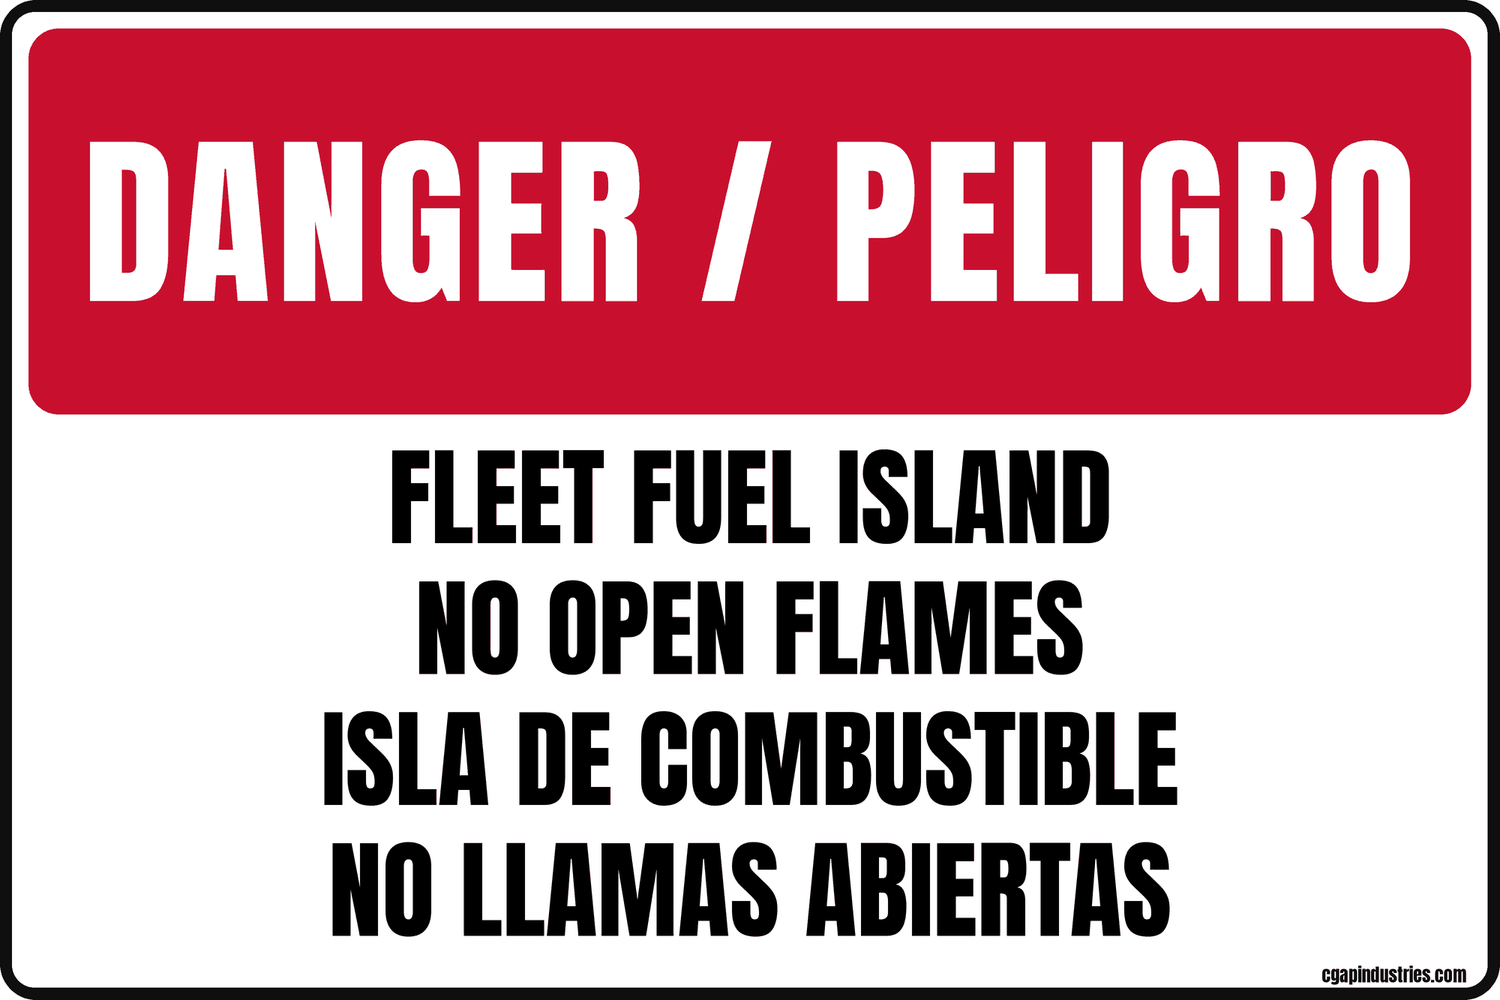 DANGER / PELIGRO
FLEET FUEL ISLAND
NO OPEN FLAMES
ISLA DE COMBUSTIBLE
NO LLAMAS ABIERTAS
cgapindustries.com